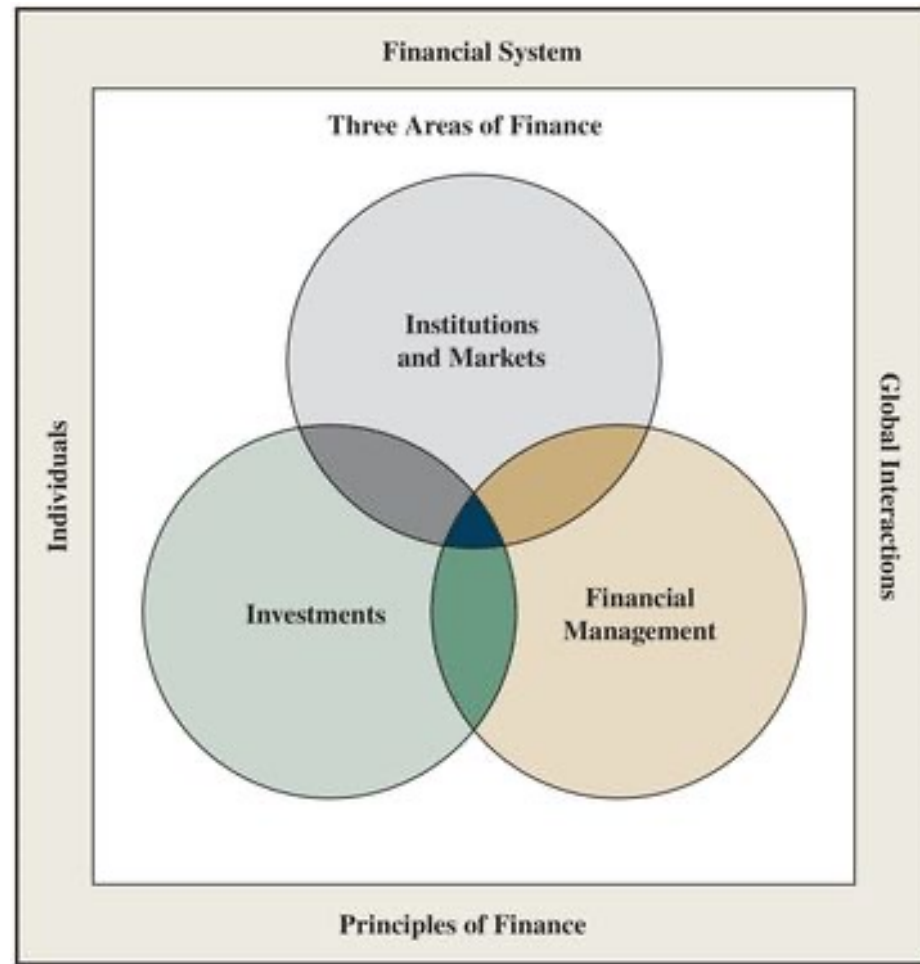 Financial System
Three Areas of Finance
Institutions
and Markets
Individuals
Global Interactions
Investments
Financial
Management
Principles of Finance